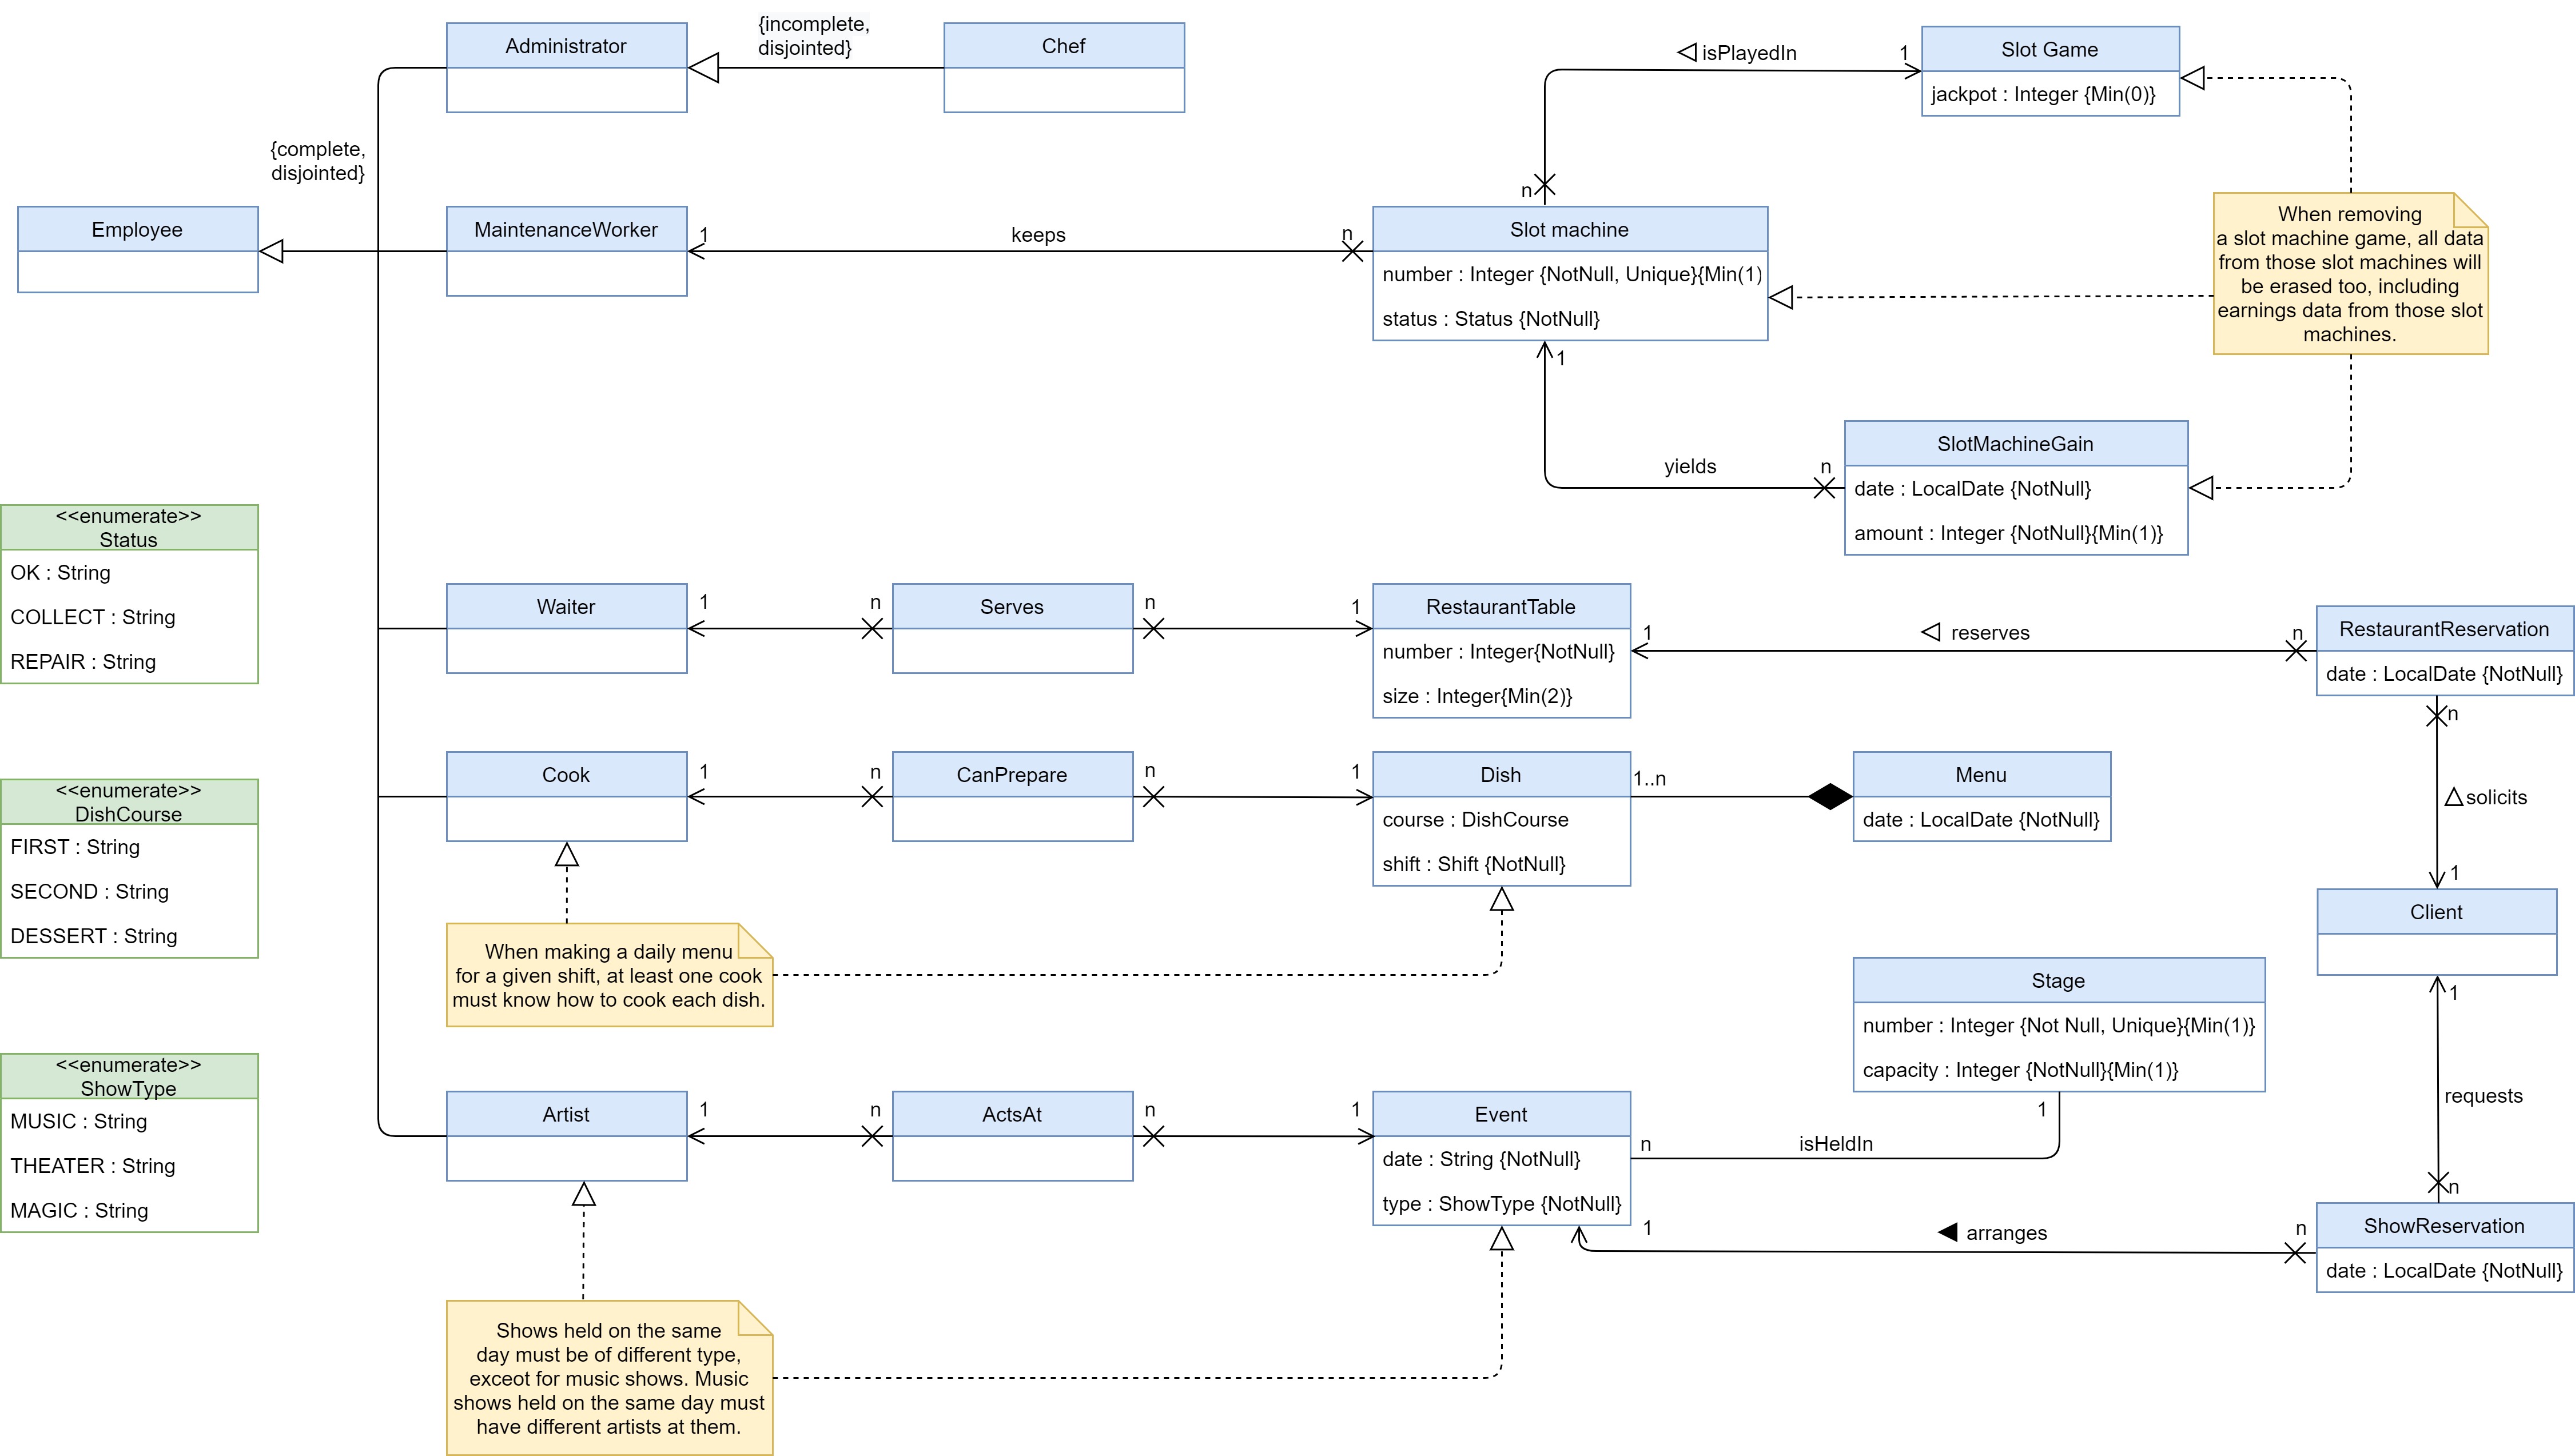 Administrator
{incomplete,
disjointed}
Chef
isPlayedIn
1
Slot Game
jackpot : Integer {Min(0)}
{complete,
disjointed}
n
Employee
MaintenanceWorker
1
keeps
n
Slot machine
number : Integer {NotNull, Unique}{Min(1)
status : Status {NotNull}
1
When removing
a slot machine game, all data
from those slot machines will
be erased too, including
earnings data from those slot
machines.
yields
n
SlotMachineGain
date : LocalDate {NotNull}
amount : Integer {NotNull}{Min(1)}
<<enumerate>>
Status
OK : String
COLLECT : String
REPAIR : String
Waiter
1
n
Serves
n
1
RestaurantTable
number : Integer{NotNull}
size : Integer{Min(2)}
1
reserves
n
RestaurantReservation
date : LocalDate {NotNull}
n
solicits
1
<<enumerate>>
DishCourse
FIRST : String
SECOND : String
DESSERT : String
Cook
1
n
CanPrepare
n
1
Dish
course : DishCourse
shift : Shift {NotNull}
1..n
Menu
date : LocalDate {NotNull}
Client
1
When making a daily menu
for a given shift, at least one cook
must know how to cook each dish.
Stage
number : Integer {Not Null, Unique}{Min(1)}
capacity : Integer {NotNull}{Min(1)}
1
requests
<<enumerate>>
ShowType
MUSIC : String
THEATER : String
MAGIC : String
Artist
1
n
ActsAt
n
1
Event
date : String {NotNull}
type : ShowType {NotNull}
n
isHeldIn
n
1
arranges
n
ShowReservation
date : LocalDate {NotNull}
Shows held on the same
day must be of different type,
exceot for music shows. Music
shows held on the same day must
have different artists at them.